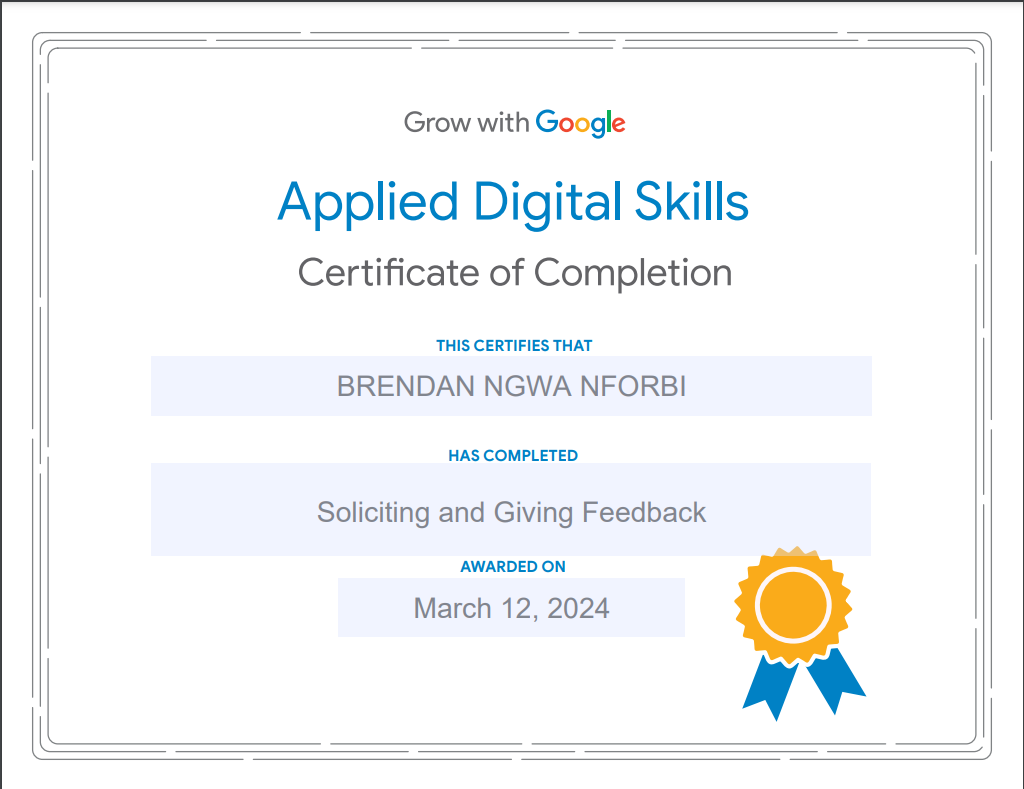 Grow with Google
Applied Digital Skills
Certificate of Completion
THIS CERTIFIES THAT
BRENDAN NGWA NFORBI
HAS COMPLETED
Soliciting and Giving Feedback
AWARDED ON
March 12, 2024